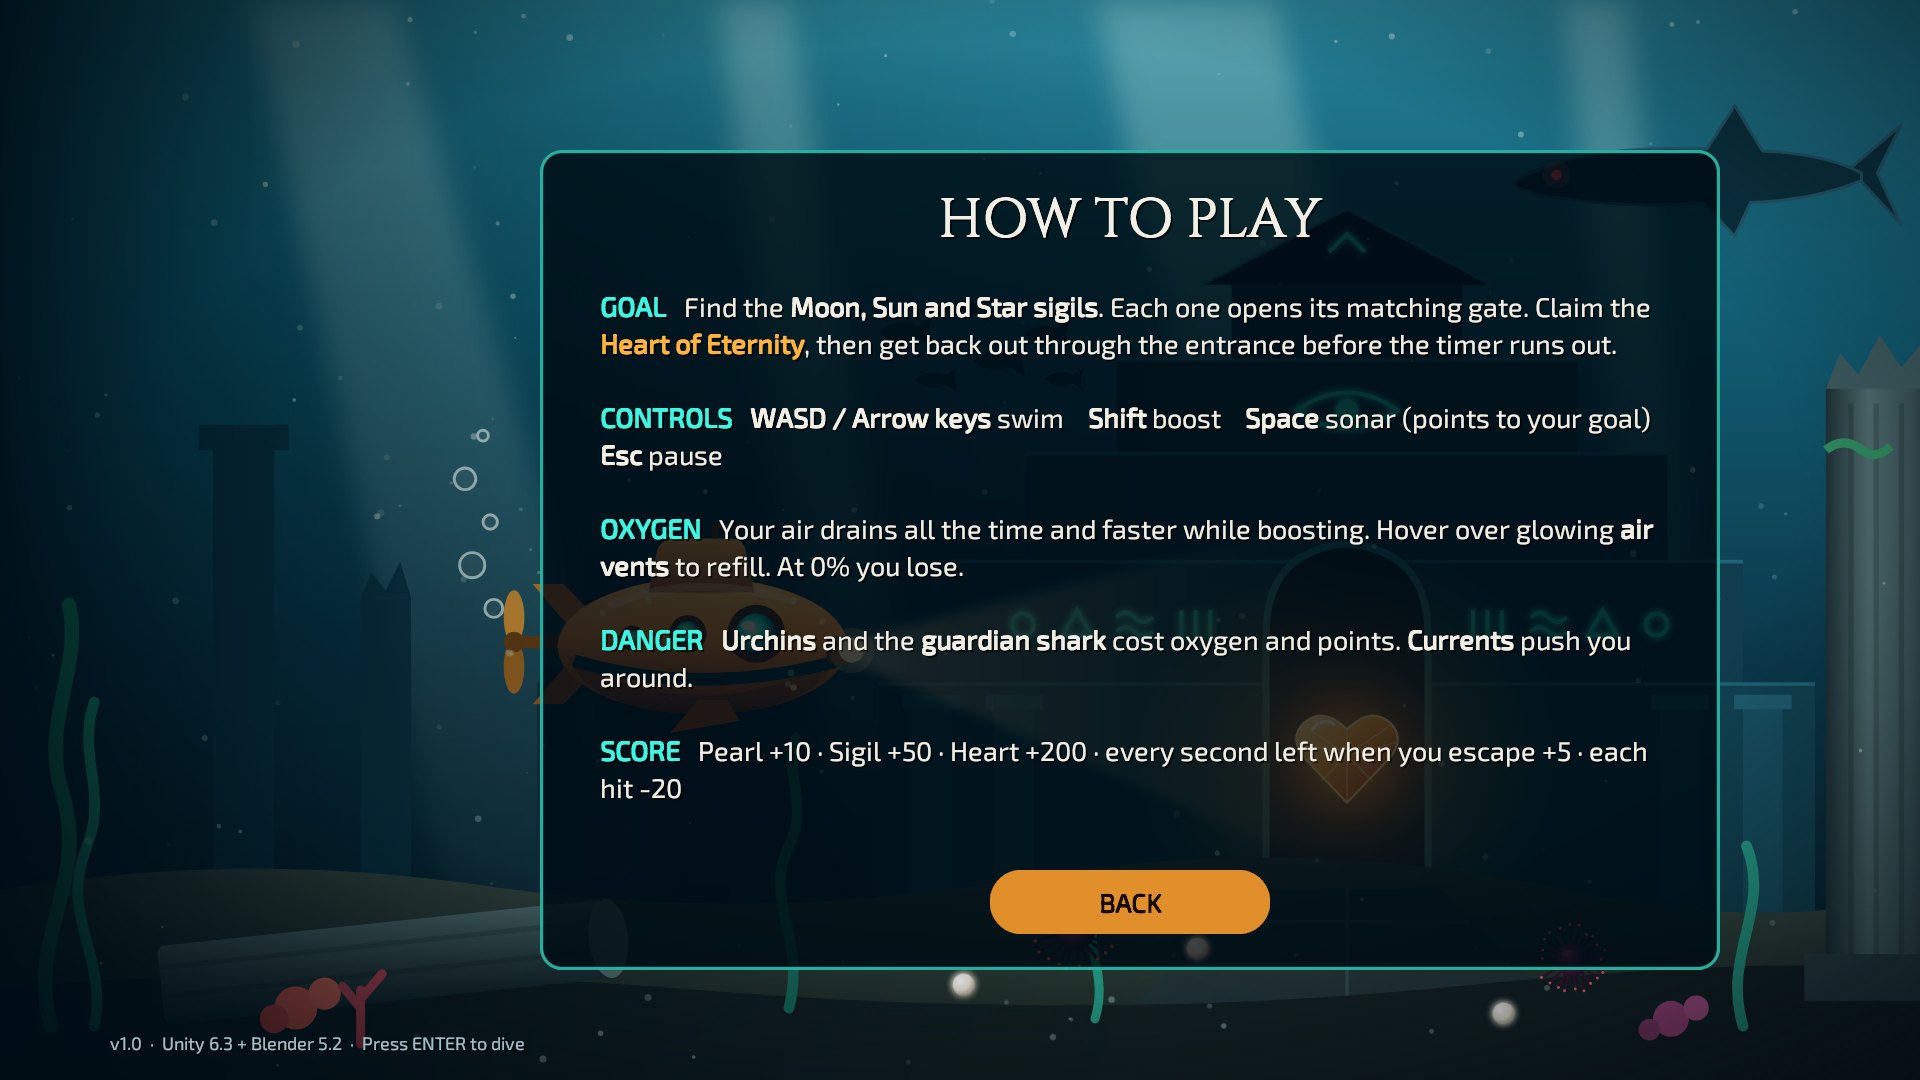 HOW TO PLAY
GOAL Find the Moon, Sun and Star sigils. Each one opens its matching gate. Claim the
Heart of Eternity, then get back out through the entrance before the timer runs out.
CONTROLS WASD / Arrow keys swim Shift boost Space sonar (points to your goal)
Esc pause
OXYGEN Your air drains all the time and faster while boosting. Hover over glowing air
vents to refill. At 0% you lose.
DANGER Urchins and the guardian shark cost oxygen and points. Currents push you
around.
SCORE Pearl +10 · Sigil +50 · Heart +200 · every second left when you escape +5 · each
hit -20
BACK
v1.0 · Unity 6.3 + Blender 5.2 · Press ENTER to dive